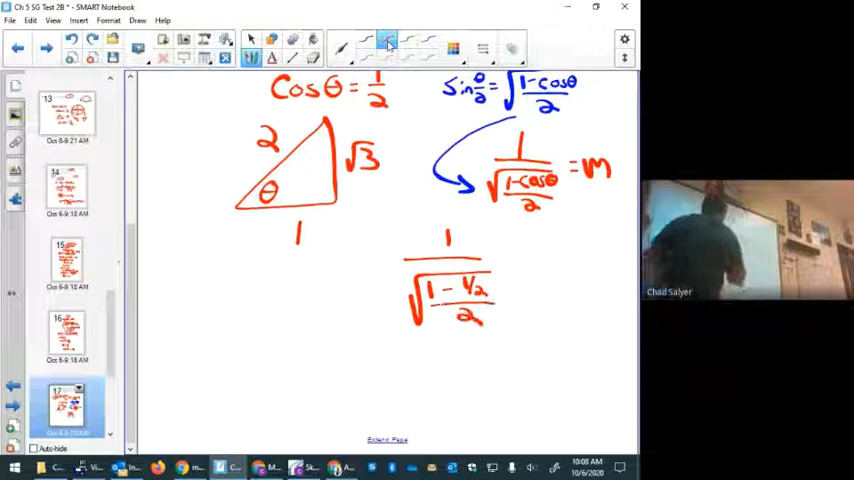 Ch 5 SG Test 2B * - SMART Notebook
File Edit View Insert Format Tools Add-ons Help
13
Oct 6-9:21 AM
14
Oct 6-9:18 AM
15
Oct 6-9:18 AM
16
Oct 6-9:18 AM
17
Auto-hide
Cos θ = 1/2
sin θ/2 = √((1-cosθ)/2)
2
√3
θ
1
1/√((1-cosθ)/2) = m
1/√((1 - 1/2)/2)
Extend Page
Chad Salyer
10:08 AM
10/6/2020